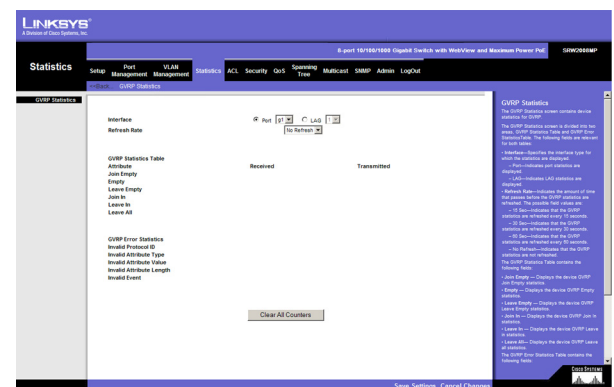 LINKSYS®
A Division of Cisco Systems, Inc.
8-port 10/100/1000 Gigabit Switch with WebView and Maximum Power PoE
SRW2008MP
Statistics
Setup
Port Management
VLAN Management
Statistics
ACL
Security
QoS
Spanning Tree
Multicast
SNMP
Admin
LogOut
GVRP Statistics
GVRP Statistics
Interface
Port
g1
LAG
1
Refresh Rate
No Refresh
GVRP Statistics Table
Attribute
Received
Transmitted
Join Empty
Empty
Leave Empty
Join In
Leave In
Leave All
GVRP Error Statistics
Invalid Protocol ID
Invalid Attribute Type
Invalid Attribute Value
Invalid Attribute Length
Invalid Event
Clear All Counters
GVRP Statistics
The GVRP Statistics screen contains device
statistics for GVRP.
The GVRP Statistics screen is divided into two
areas, GVRP Statistics Table and GVRP Error
StatisticsTable. The following fields are relevant
for both tables:
• Interface—Specifies the interface type for
which the statistics are displayed.
– Port—Indicates port statistics are
displayed.
– LAG—Indicates LAG statistics are
displayed.
• Refresh Rate—Indicates the amount of time
that passes before the GVRP statistics are
refreshed. The possible field values are:
– 15 Sec—Indicates that the GVRP
statistics are refreshed every 15 seconds.
– 30 Sec—Indicates that the GVRP
statistics are refreshed every 30 seconds.
– 60 Sec—Indicates that the GVRP
statistics are refreshed every 60 seconds.
– No Refresh—Indicates that the GVRP
statistics are not refreshed.
The GVRP Statistics Table contains the
following fields:
• Join Empty — Displays the device GVRP
Join Empty statistics.
• Empty — Displays the device GVRP Empty
statistics.
• Leave Empty — Displays the device GVRP
Leave Empty statistics.
• Join In — Displays the device GVRP Join in
statistics.
• Leave In — Displays the device GVRP Leave
in statistics.
• Leave All— Displays the device GVRP Leave
all statistics.
The GVRP Error Statistics Table contains the
following fields:
Save Settings
Cancel Changes
CISCO SYSTEMS